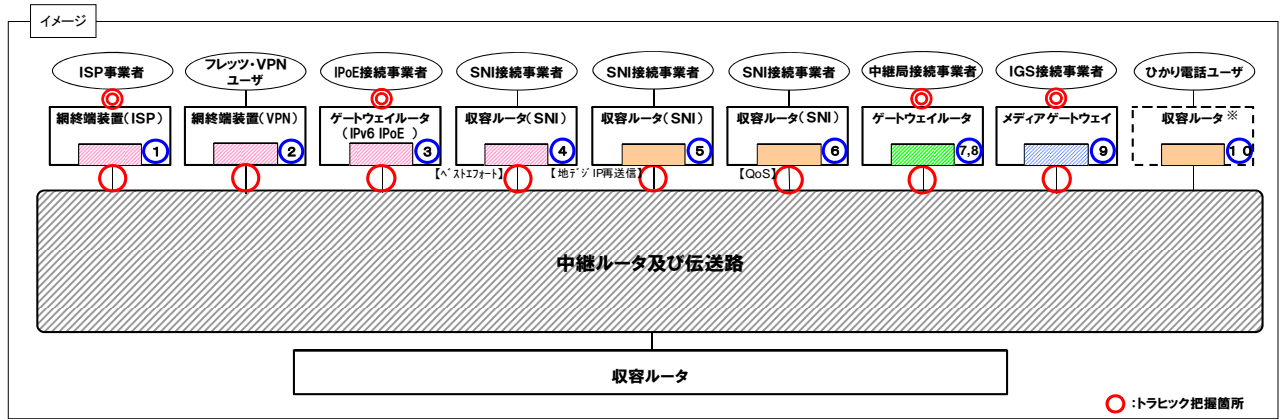 イメージ
ISP事業者
フレッツ・VPN
ユーザ
IPoE接続事業者
SNI接続事業者
SNI接続事業者
SNI接続事業者
中継局接続事業者
IGS接続事業者
ひかり電話ユーザ
網終端装置(ISP)
網終端装置(VPN)
ゲートウェイルータ
(IPv6 IPoE )
収容ルータ(SNI)
収容ルータ(SNI)
収容ルータ(SNI)
ゲートウェイルータ
メディアゲートウェイ
収容ルータ※
1
2
3
4
5
6
7,8
9
10
【ベストエフォート】
【地デジIP再送信】
【QoS】
中継ルータ及び伝送路
収容ルータ
○:トラヒック把握箇所